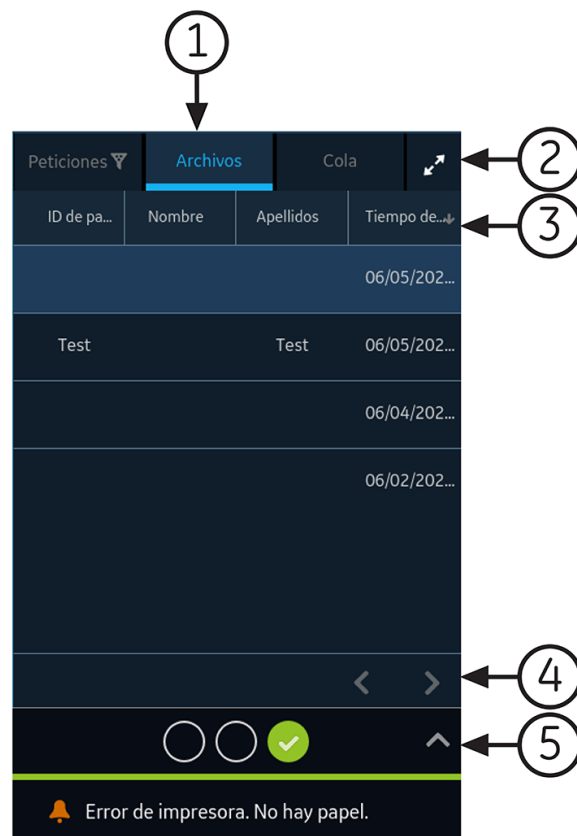 1
Peticiones Archivos Cola 2
ID de pa... Nombre Apellidos Tiempo de... 3
06/05/202...
Test Test 06/05/202...
06/04/202...
06/02/202...
4
5
Error de impresora. No hay papel.